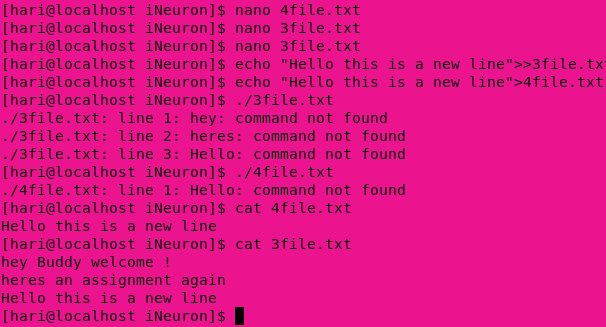 [hari@localhost iNeuron]$ nano 4file.txt
[hari@localhost iNeuron]$ nano 3file.txt
[hari@localhost iNeuron]$ nano 3file.txt
[hari@localhost iNeuron]$ echo "Hello this is a new line">>3file.tx
[hari@localhost iNeuron]$ echo "Hello this is a new line">4file.txt
[hari@localhost iNeuron]$ ./3file.txt
./3file.txt: line 1: hey: command not found
./3file.txt: line 2: heres: command not found
./3file.txt: line 3: Hello: command not found
[hari@localhost iNeuron]$ ./4file.txt
./4file.txt: line 1: Hello: command not found
[hari@localhost iNeuron]$ cat 4file.txt
Hello this is a new line
[hari@localhost iNeuron]$ cat 3file.txt
hey Buddy welcome !
heres an assignment again
Hello this is a new line
[hari@localhost iNeuron]$